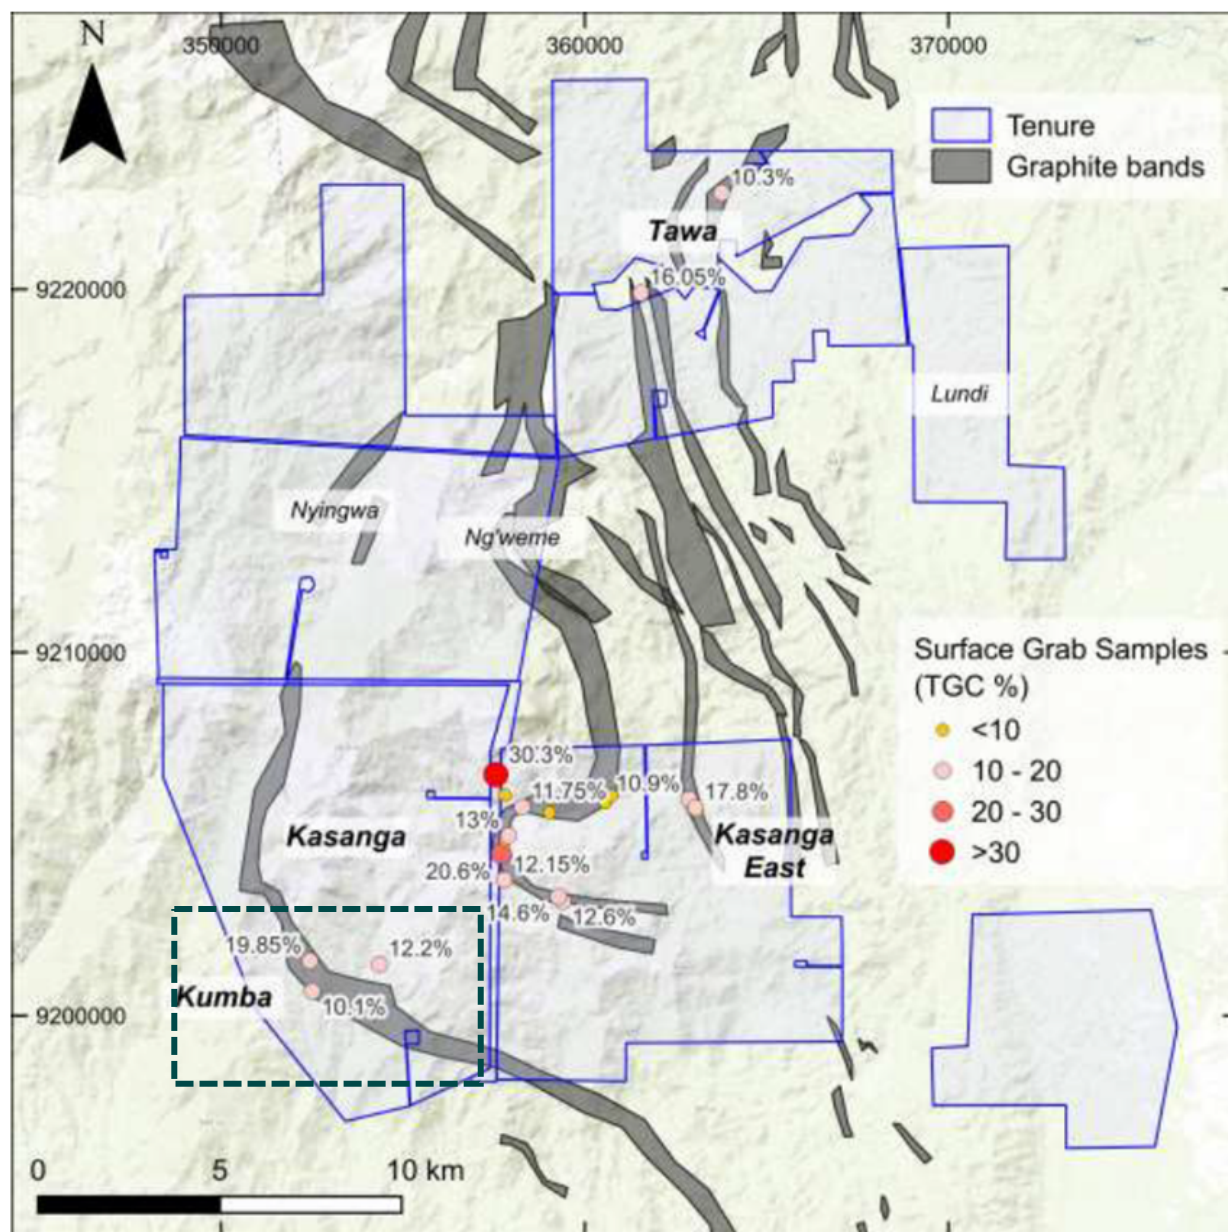 N
350000
360000
370000
Tenure
Graphite bands
10.3%
Tawa
16.05%
9220000
Lundi
Nyingwa
Ng'weme
9210000
Surface Grab Samples
(TGC %)
<10
10 - 20
20 - 30
>30
30.3%
11.75%
10.9%
17.8%
13%
Kasanga
Kasanga
East
20.6%
12.15%
14.6%
12.6%
19.85%
12.2%
Kumba
10.1%
9200000
0
5
10 km